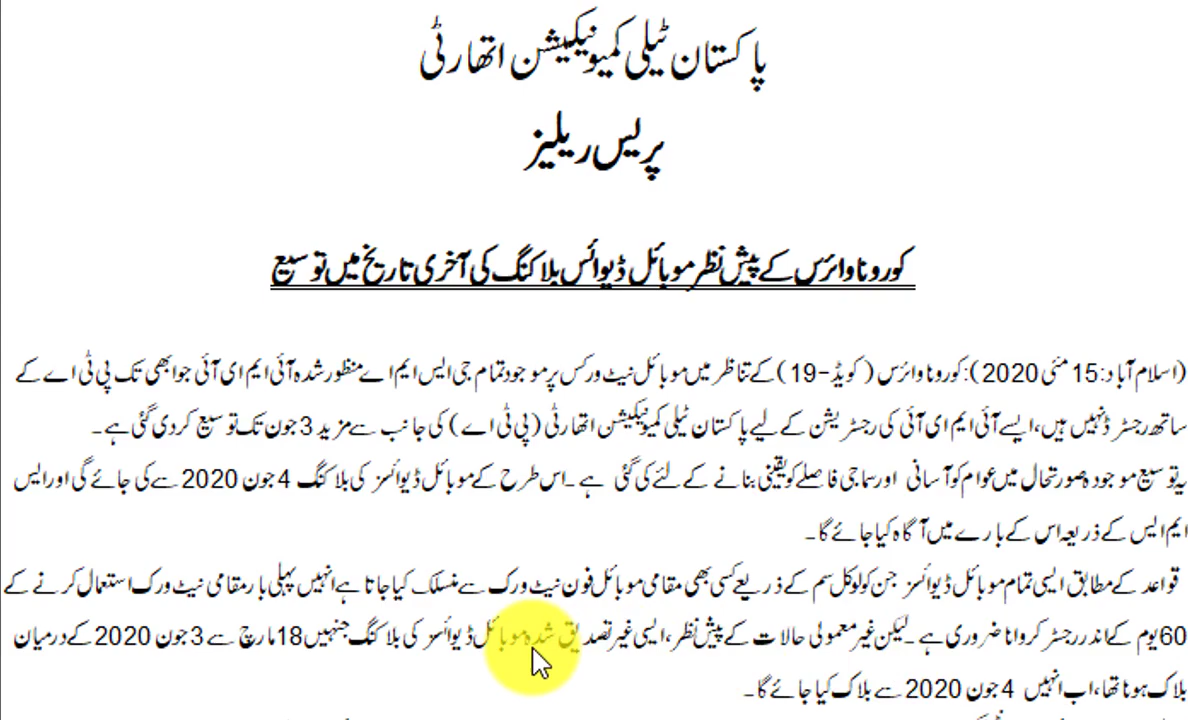 پاکستان ٹیلی کمیونیکیشن اتھارٹی
پریس ریلیز
کورونا وائرس کے پیش نظر موبائل ڈیوائس بلاکنگ کی آخری تاریخ میں توسیع
(اسلام آباد: 15 مئی 2020): کورونا وائرس (کویڈ-19) کے تناظر میں موبائل نیٹ ورکس پر موجود تمام جی ایس ایم اے منظور شدہ آئی ایم ای آئی جو ابھی تک پی ٹی اے کے
ساتھ رجسٹرڈ نہیں ہیں، ایسے آئی ایم ای آئی کی رجسٹریشن کے لیے پاکستان ٹیلی کمیونیکیشن اتھارٹی (پی ٹی اے) کی جانب سے مزید 3 جون تک توسیع کر دی گئی ہے۔
یہ توسیع موجودہ صورتحال میں عوام کو آسانی اور سماجی فاصلے کو یقینی بنانے کے لئے کی گئی ہے۔ اس طرح کے موبائل ڈیوائسز کی بلاکنگ 4 جون 2020 سے کی جائے گی اور ایس
ایم ایس کے ذریعہ اس کے بارے میں آگاہ کیا جائے گا۔
قواعد کے مطابق ایسی تمام موبائل ڈیوائسز جن کو لوکل سم کے ذریعے کسی بھی مقامی موبائل فون نیٹ ورک سے منسلک کیا جاتا ہے انہیں پہلی بار مقامی نیٹ ورک استعمال کرنے کے
60 یوم کے اندر رجسٹر کروانا ضروری ہے۔ لیکن غیر معمولی حالات کے پیش نظر، ایسی غیر تصدیق شدہ موبائل ڈیوائسز کی بلاکنگ جنہیں 18 مارچ سے 3 جون 2020 کے درمیان
بلاک ہونا تھا، اب انہیں 4 جون 2020 سے بلاک کیا جائے گا۔